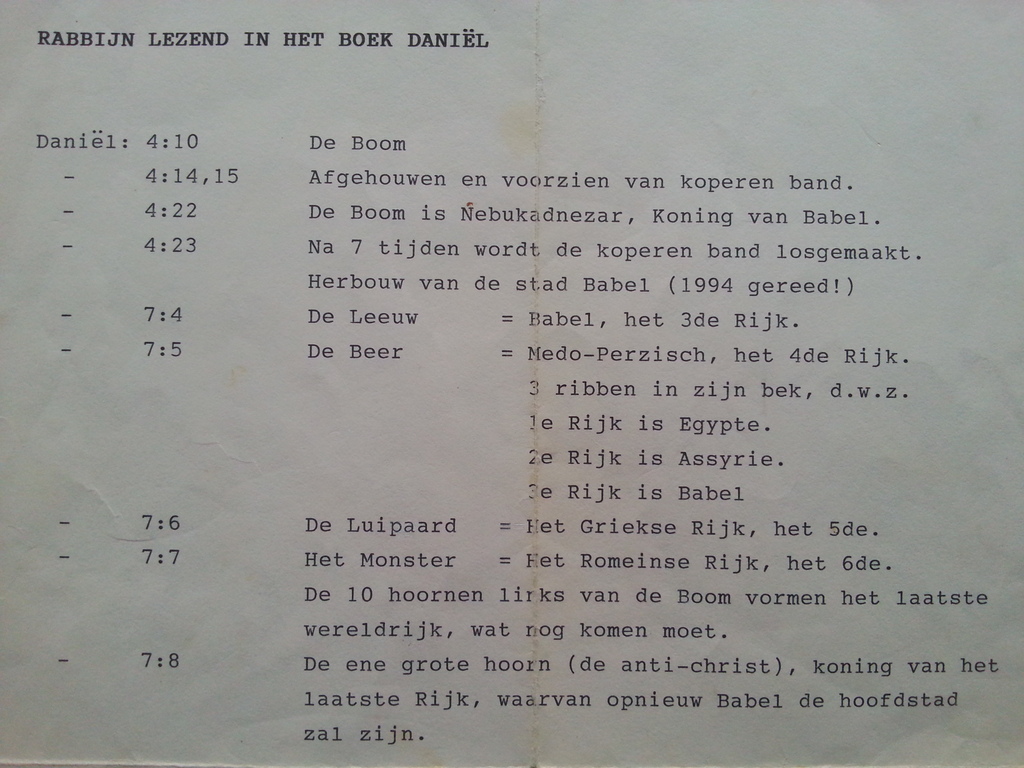 RABBIJN LEZEND IN HET BOEK DANIËL
Daniël: 4:10 De Boom
- 4:14,15 Afgehouwen en voorzien van koperen band.
- 4:22 De Boom is Nebukadnezar, Koning van Babel.
- 4:23 Na 7 tijden wordt de koperen band losgemaakt.
Herbouw van de stad Babel (1994 gereed!)
- 7:4 De Leeuw = Babel, het 3de Rijk.
- 7:5 De Beer = Medo-Perzisch, het 4de Rijk.
3 ribben in zijn bek, d.w.z.
1e Rijk is Egypte.
2e Rijk is Assyrie.
3e Rijk is Babel
- 7:6 De Luipaard = Het Griekse Rijk, het 5de.
- 7:7 Het Monster = Het Romeinse Rijk, het 6de.
De 10 hoornen links van de Boom vormen het laatste
wereldrijk, wat nog komen moet.
- 7:8 De ene grote hoorn (de anti-christ), koning van het
laatste Rijk, waarvan opnieuw Babel de hoofdstad
zal zijn.